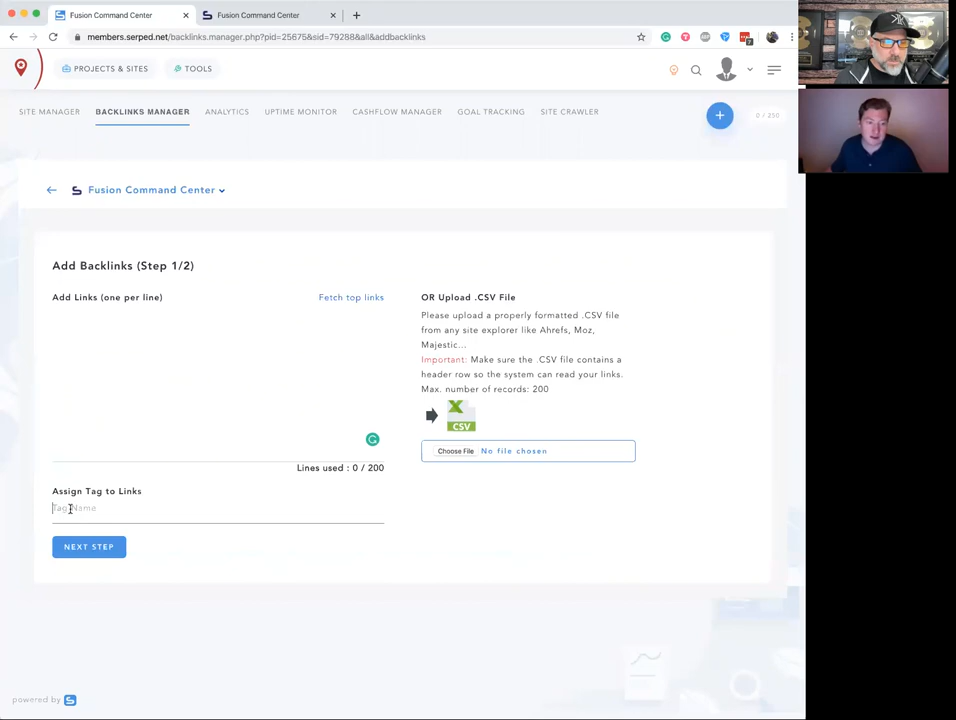 Fusion Command Center
Fusion Command Center
members.serped.net/backlinks.manager.php?pid=25675&sid=79288&all&addbacklinks
PROJECTS & SITES
TOOLS
SITE MANAGER
BACKLINKS MANAGER
ANALYTICS
UPTIME MONITOR
CASHFLOW MANAGER
GOAL TRACKING
SITE CRAWLER
0 / 250
Fusion Command Center
Add Backlinks (Step 1/2)
Add Links (one per line)
Fetch top links
Lines used : 0 / 200
Assign Tag to Links
Tag Name
NEXT STEP
OR Upload .CSV File
Please upload a properly formatted .CSV file
from any site explorer like Ahrefs, Moz,
Majestic...
Important: Make sure the .CSV file contains a
header row so the system can read your links.
Max. number of records: 200
CSV
Choose File No file chosen
powered by